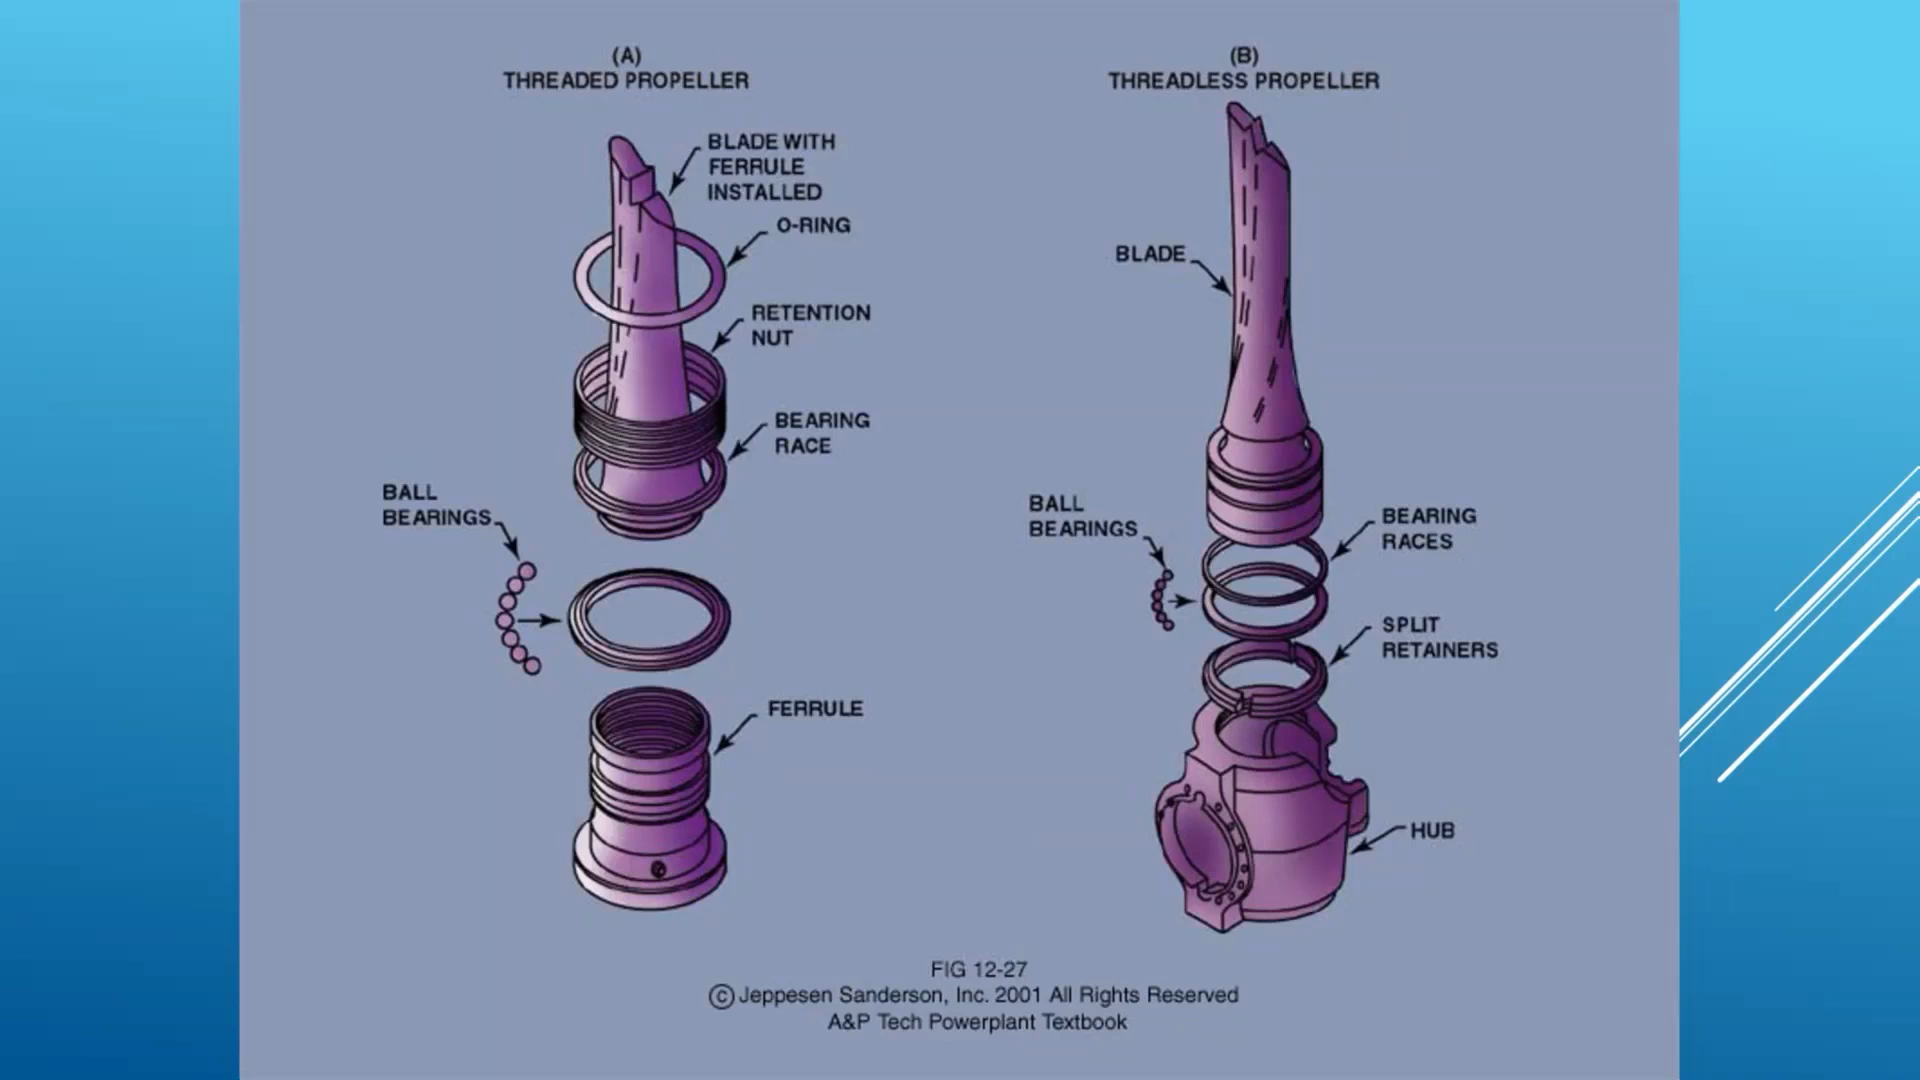 (A)
THREADED PROPELLER
BLADE WITH
FERRULE
INSTALLED
O-RING
RETENTION
NUT
BEARING
RACE
BALL
BEARINGS
FERRULE
(B)
THREADLESS PROPELLER
BLADE
BALL
BEARINGS
BEARING
RACES
SPLIT
RETAINERS
HUB
FIG 12-27
© Jeppesen Sanderson, Inc. 2001 All Rights Reserved
A&P Tech Powerplant Textbook